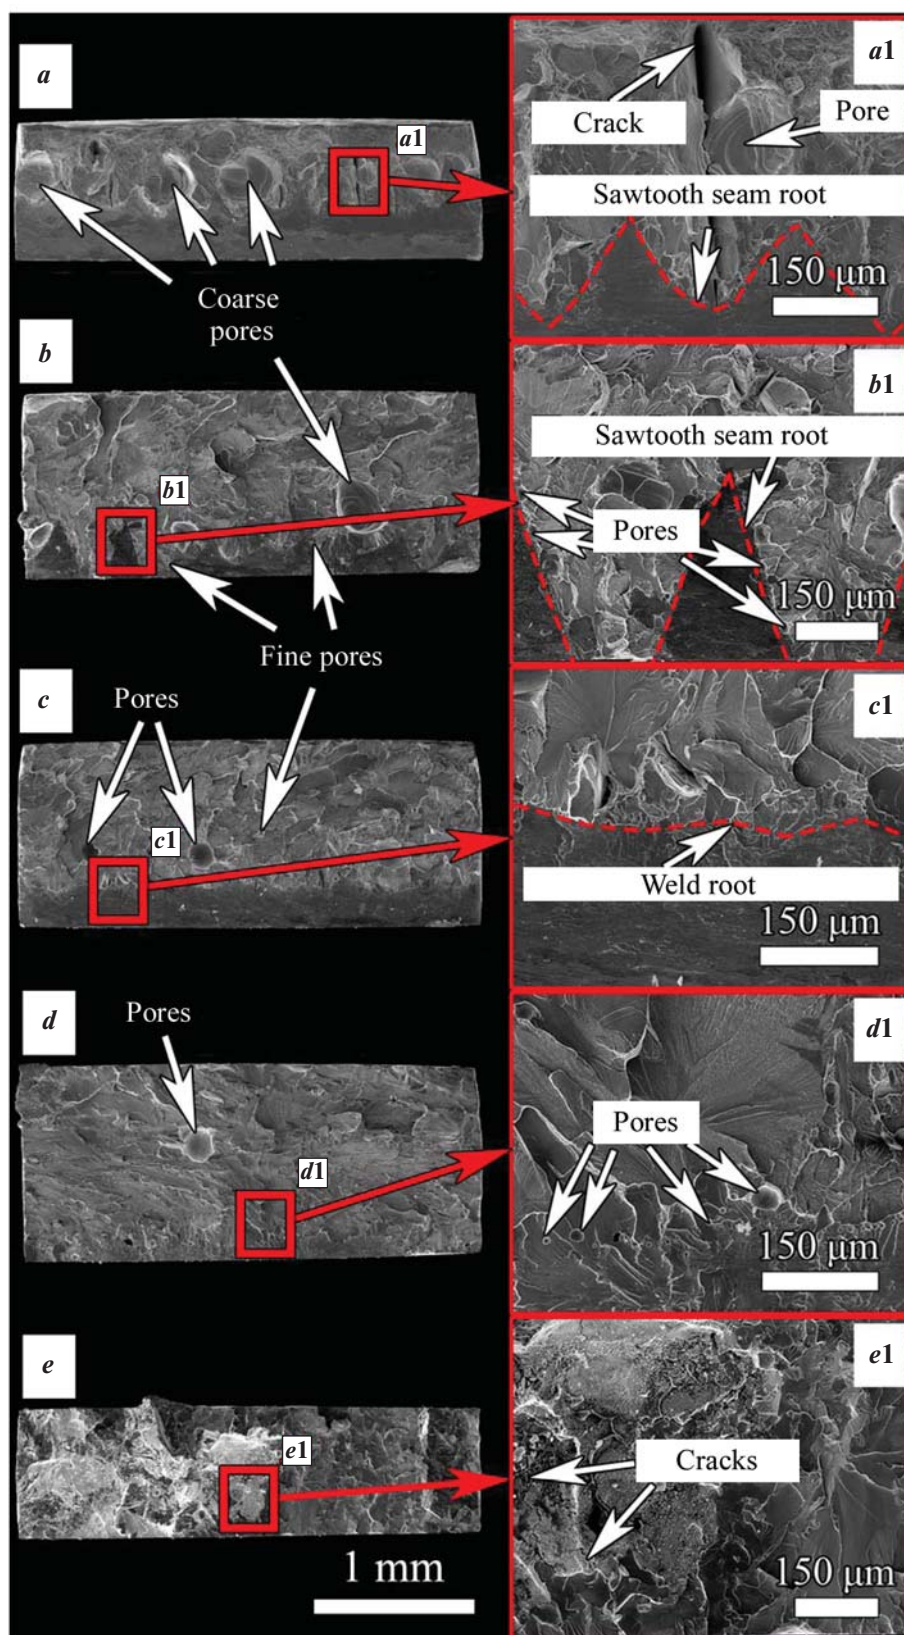 a
a1
Crack
Pore
a1
Sawtooth seam root
150 μm
Coarse
pores
b
b1
Sawtooth seam root
b1
Pores
150 μm
Fine pores
c
Pores
c1
c1
Weld root
150 μm
d
Pores
d1
Pores
d1
150 μm
e
e1
e1
Cracks
1 mm
150 μm